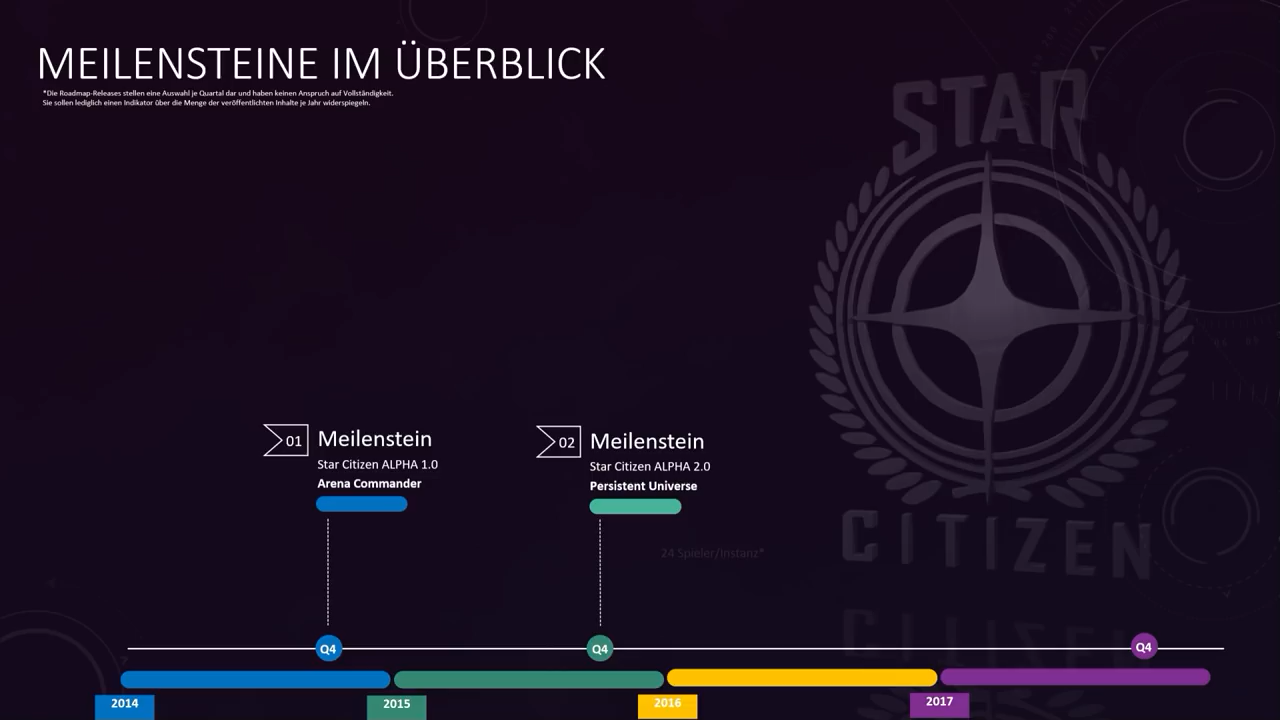 MEILENSTEINE IM ÜBERBLICK
*Die Roadmap-Releases stellen eine Auswahl je Quartal dar und haben keinen Anspruch auf Vollständigkeit.
Sie sollen lediglich einen Indikator über die Menge der veröffentlichten Inhalte je Jahr widerspiegeln.
STAR
CITIZEN
01 Meilenstein
Star Citizen ALPHA 1.0
Arena Commander
02 Meilenstein
Star Citizen ALPHA 2.0
Persistent Universe
24 Spieler/Instanz*
Q4 Q4 Q4
2014 2015 2016 2017